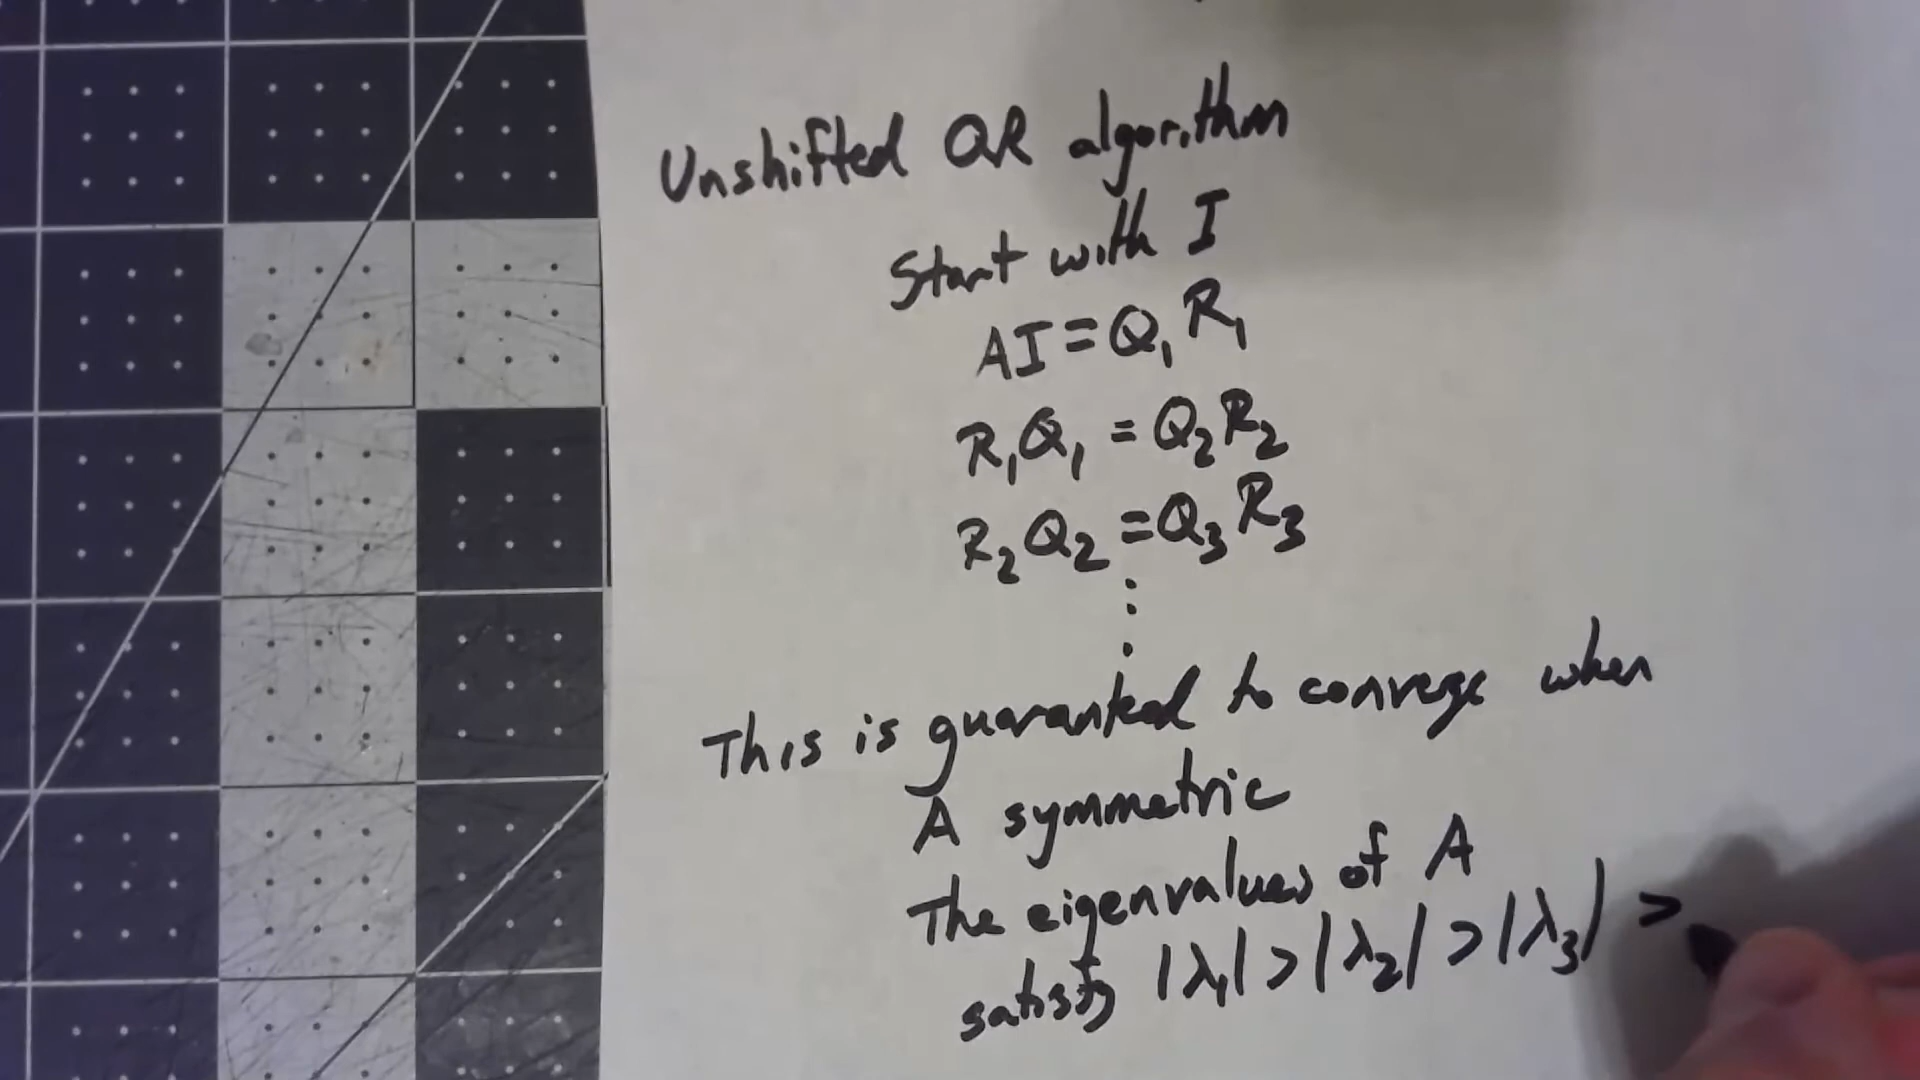 Unshifted QR algorithm
Start with I
AI = Q₁R₁
R₁Q₁ = Q₂R₂
R₂Q₂ = Q₃R₃
⋮
This is guaranteed to converge when
A symmetric
The eigenvalues of A
satisfy |λ₁| > |λ₂| > |λ₃| >